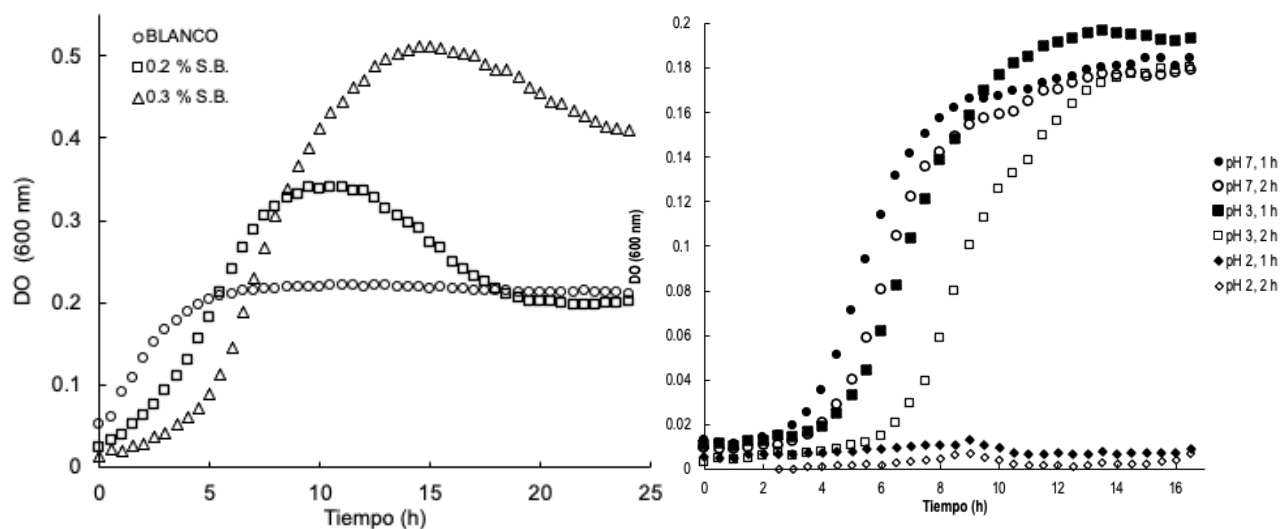 BLANCO
0.2 % S.B.
0.3 % S.B.
0.5
0.4
0.3
0.2
0.1
0
DO (600 nm)
0 5 10 15 20 25
Tiempo (h)
0.2
0.18
0.16
0.14
0.12
0.1
0.08
0.06
0.04
0.02
0
DO (600 nm)
0 2 4 6 8 10 12 14 16
Tiempo (h)
pH 7, 1 h
pH 7, 2 h
pH 3, 1 h
pH 3, 2 h
pH 2, 1 h
pH 2, 2 h